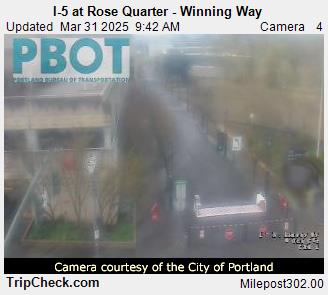 I-5 at Rose Quarter - Winning Way
Updated Mar 31 2025 9:42 AM Camera 4
PBOT
PORTLAND BUREAU OF TRANSPORTATION
Camera courtesy of the City of Portland
TripCheck.com Milepost302.00